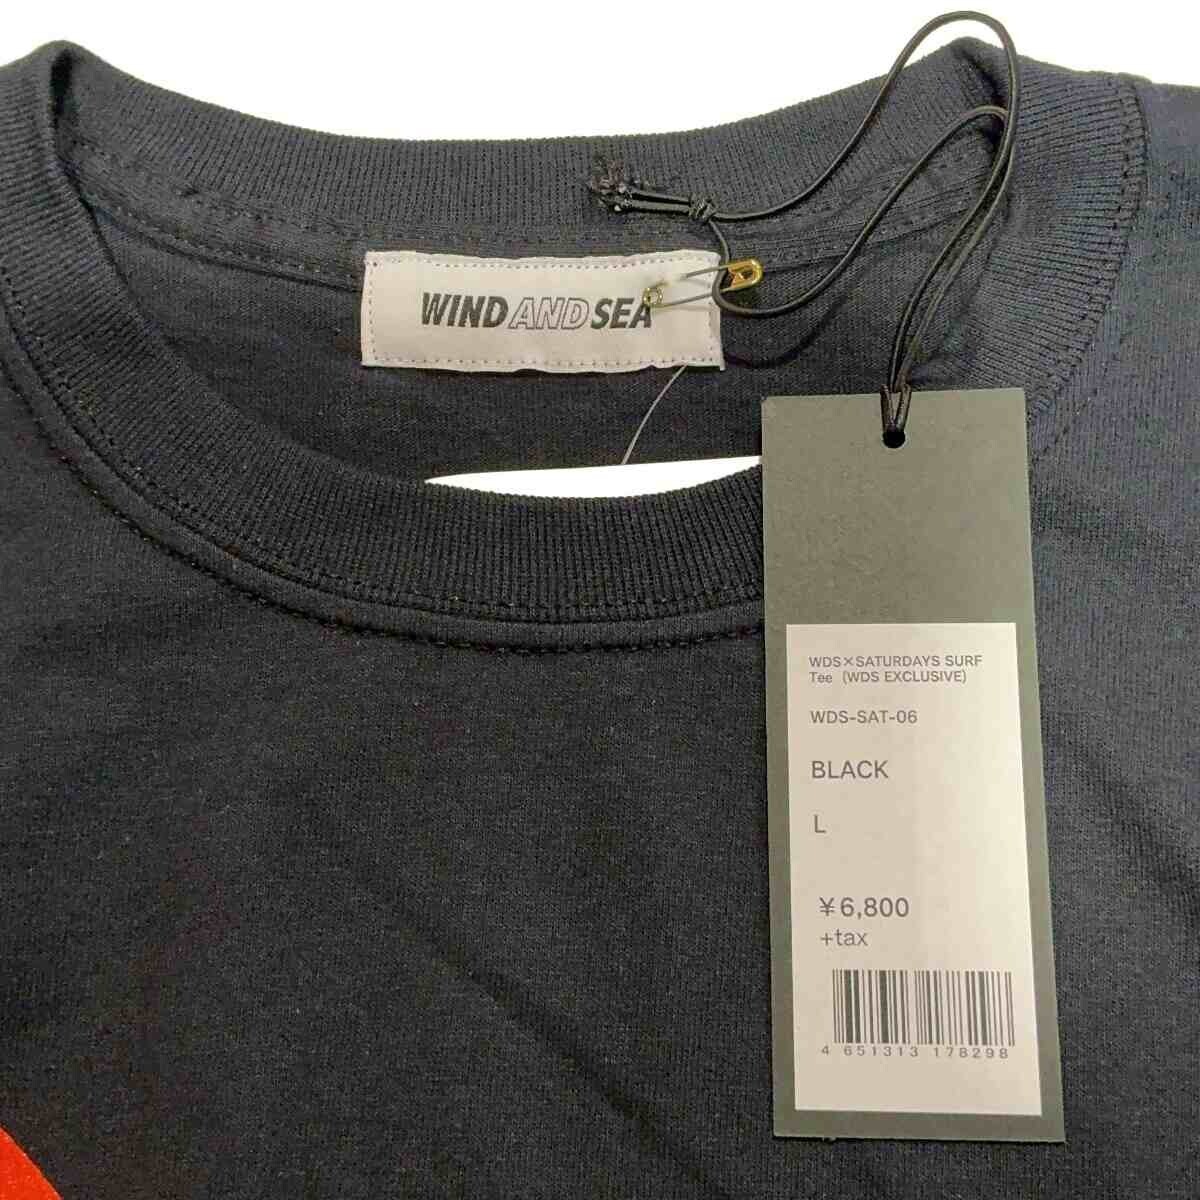 WIND AND SEA
WDS×SATURDAYS SURF
Tee (WDS EXCLUSIVE)
WDS-SAT-06
BLACK
L
¥6,800
+tax
4 651313 178298